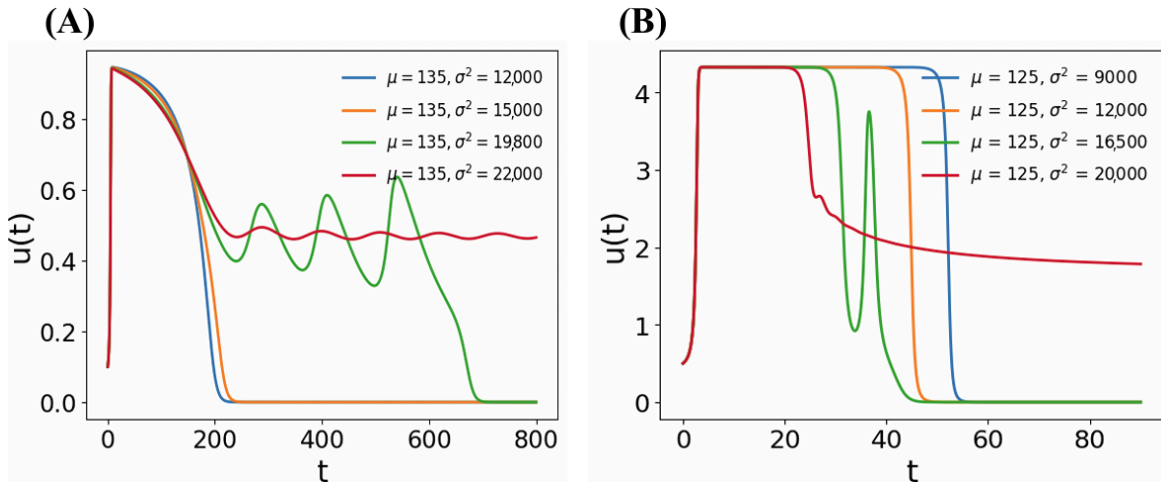 (A)
μ = 135, σ² = 12,000
μ = 135, σ² = 15,000
μ = 135, σ² = 19,800
μ = 135, σ² = 22,000
u(t)
0.8
0.6
0.4
0.2
0.0
0 200 400 600 800
t
(B)
μ = 125, σ² = 9000
μ = 125, σ² = 12,000
μ = 125, σ² = 16,500
μ = 125, σ² = 20,000
u(t)
4
3
2
1
0
0 20 40 60 80
t